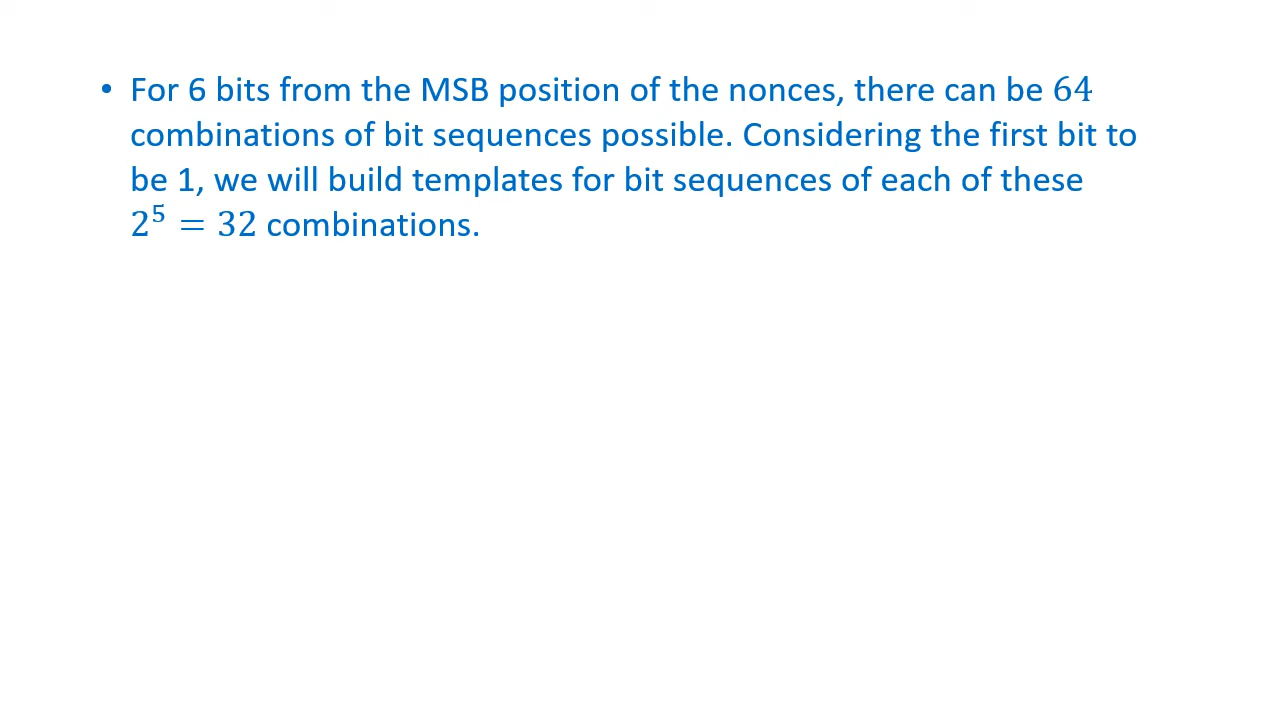 • For 6 bits from the MSB position of the nonces, there can be 64
combinations of bit sequences possible. Considering the first bit to
be 1, we will build templates for bit sequences of each of these
2⁵ = 32 combinations.